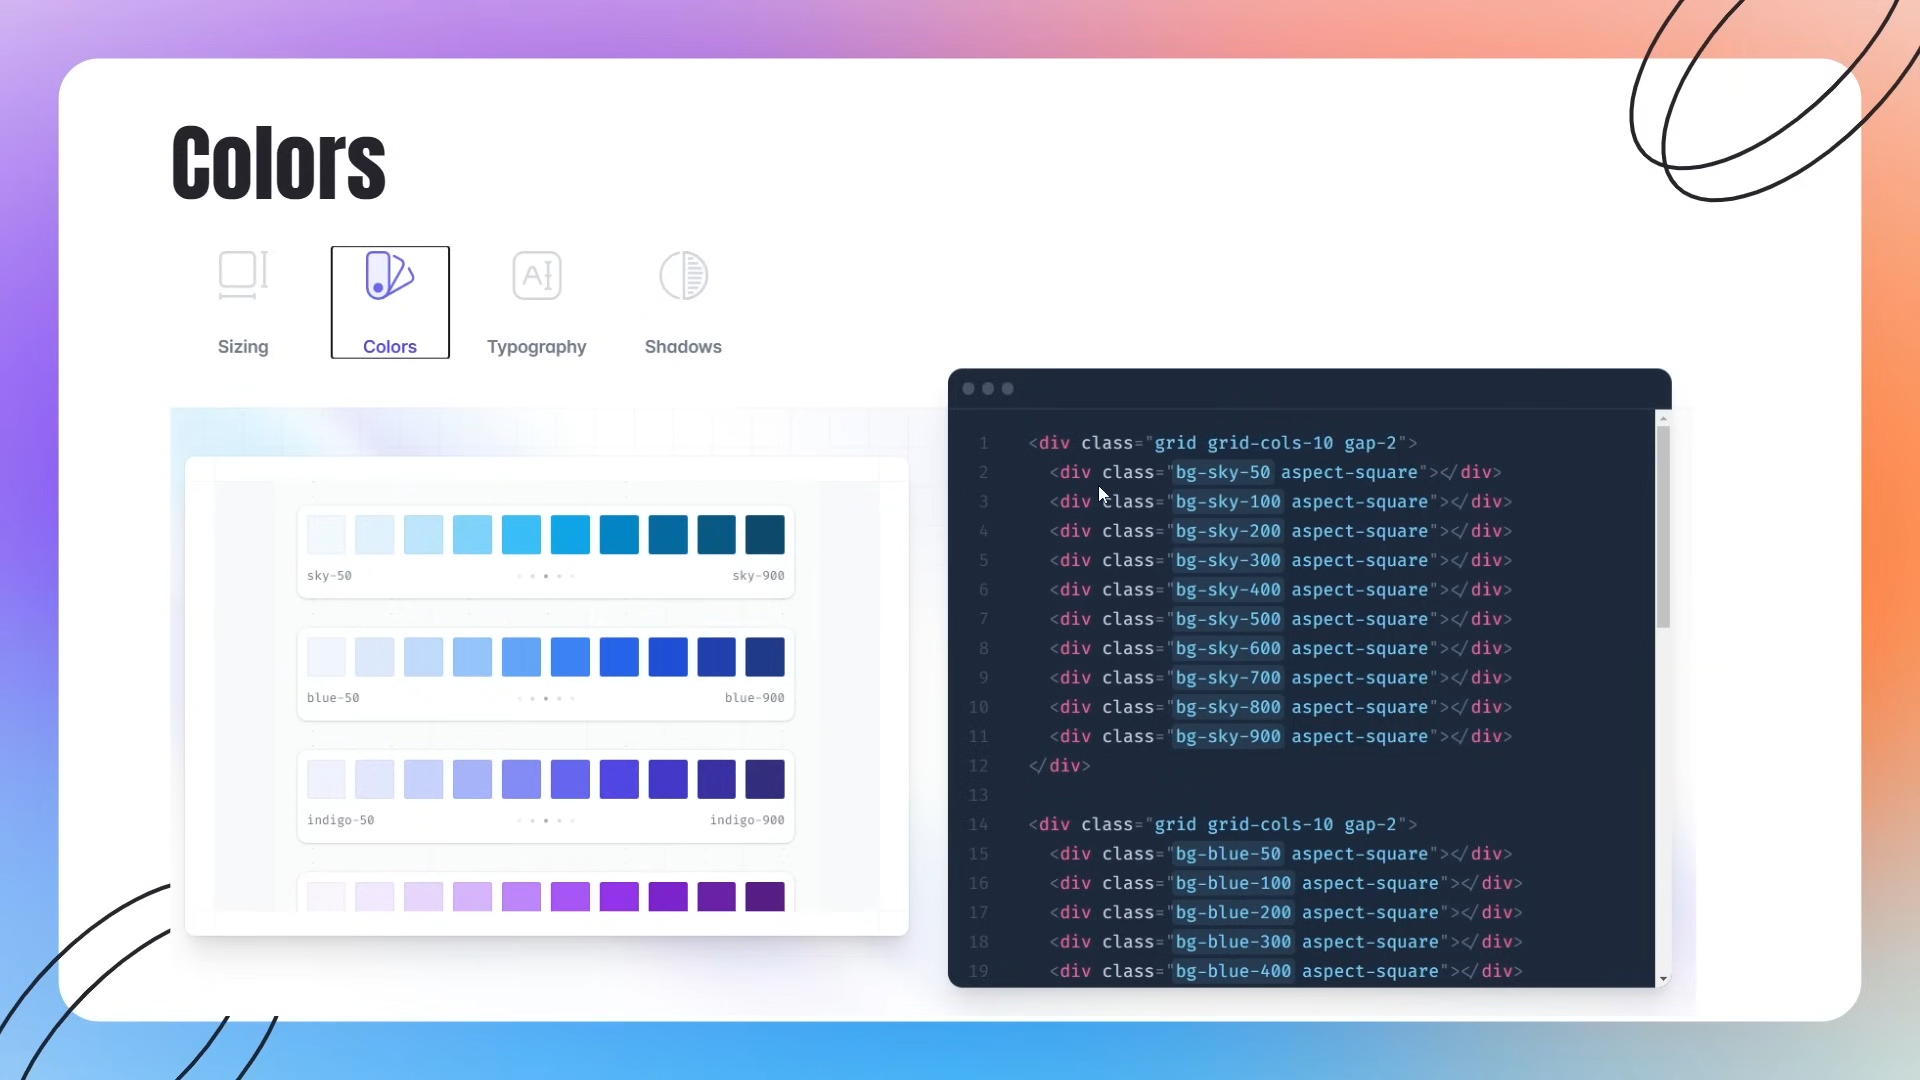 Colors
Sizing
Colors
Typography
Shadows
sky-50
sky-900
blue-50
blue-900
indigo-50
indigo-900
1 <div class="grid grid-cols-10 gap-2">
2 <div class="bg-sky-50 aspect-square"></div>
3 <div class="bg-sky-100 aspect-square"></div>
4 <div class="bg-sky-200 aspect-square"></div>
5 <div class="bg-sky-300 aspect-square"></div>
6 <div class="bg-sky-400 aspect-square"></div>
7 <div class="bg-sky-500 aspect-square"></div>
8 <div class="bg-sky-600 aspect-square"></div>
9 <div class="bg-sky-700 aspect-square"></div>
10 <div class="bg-sky-800 aspect-square"></div>
11 <div class="bg-sky-900 aspect-square"></div>
12 </div>
13
14 <div class="grid grid-cols-10 gap-2">
15 <div class="bg-blue-50 aspect-square"></div>
16 <div class="bg-blue-100 aspect-square"></div>
17 <div class="bg-blue-200 aspect-square"></div>
18 <div class="bg-blue-300 aspect-square"></div>
19 <div class="bg-blue-400 aspect-square"></div>